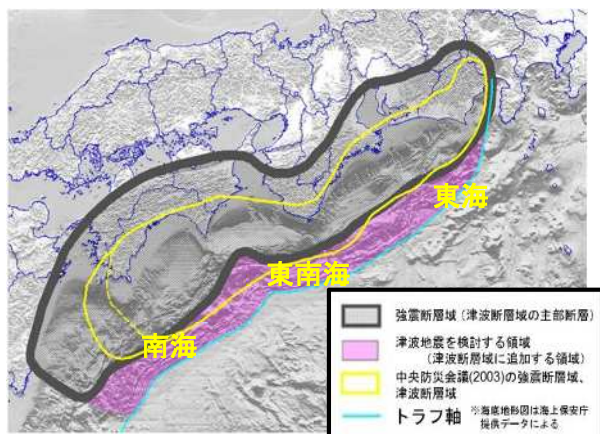 東海
東南海
南海
強震断層域(津波断層域の主部断層)
津波地震を検討する領域
(津波断層域に追加する領域)
中央防災会議(2003)の強震断層域、
津波断層域
トラフ軸 ※海底地形図は海上保安庁
提供データによる